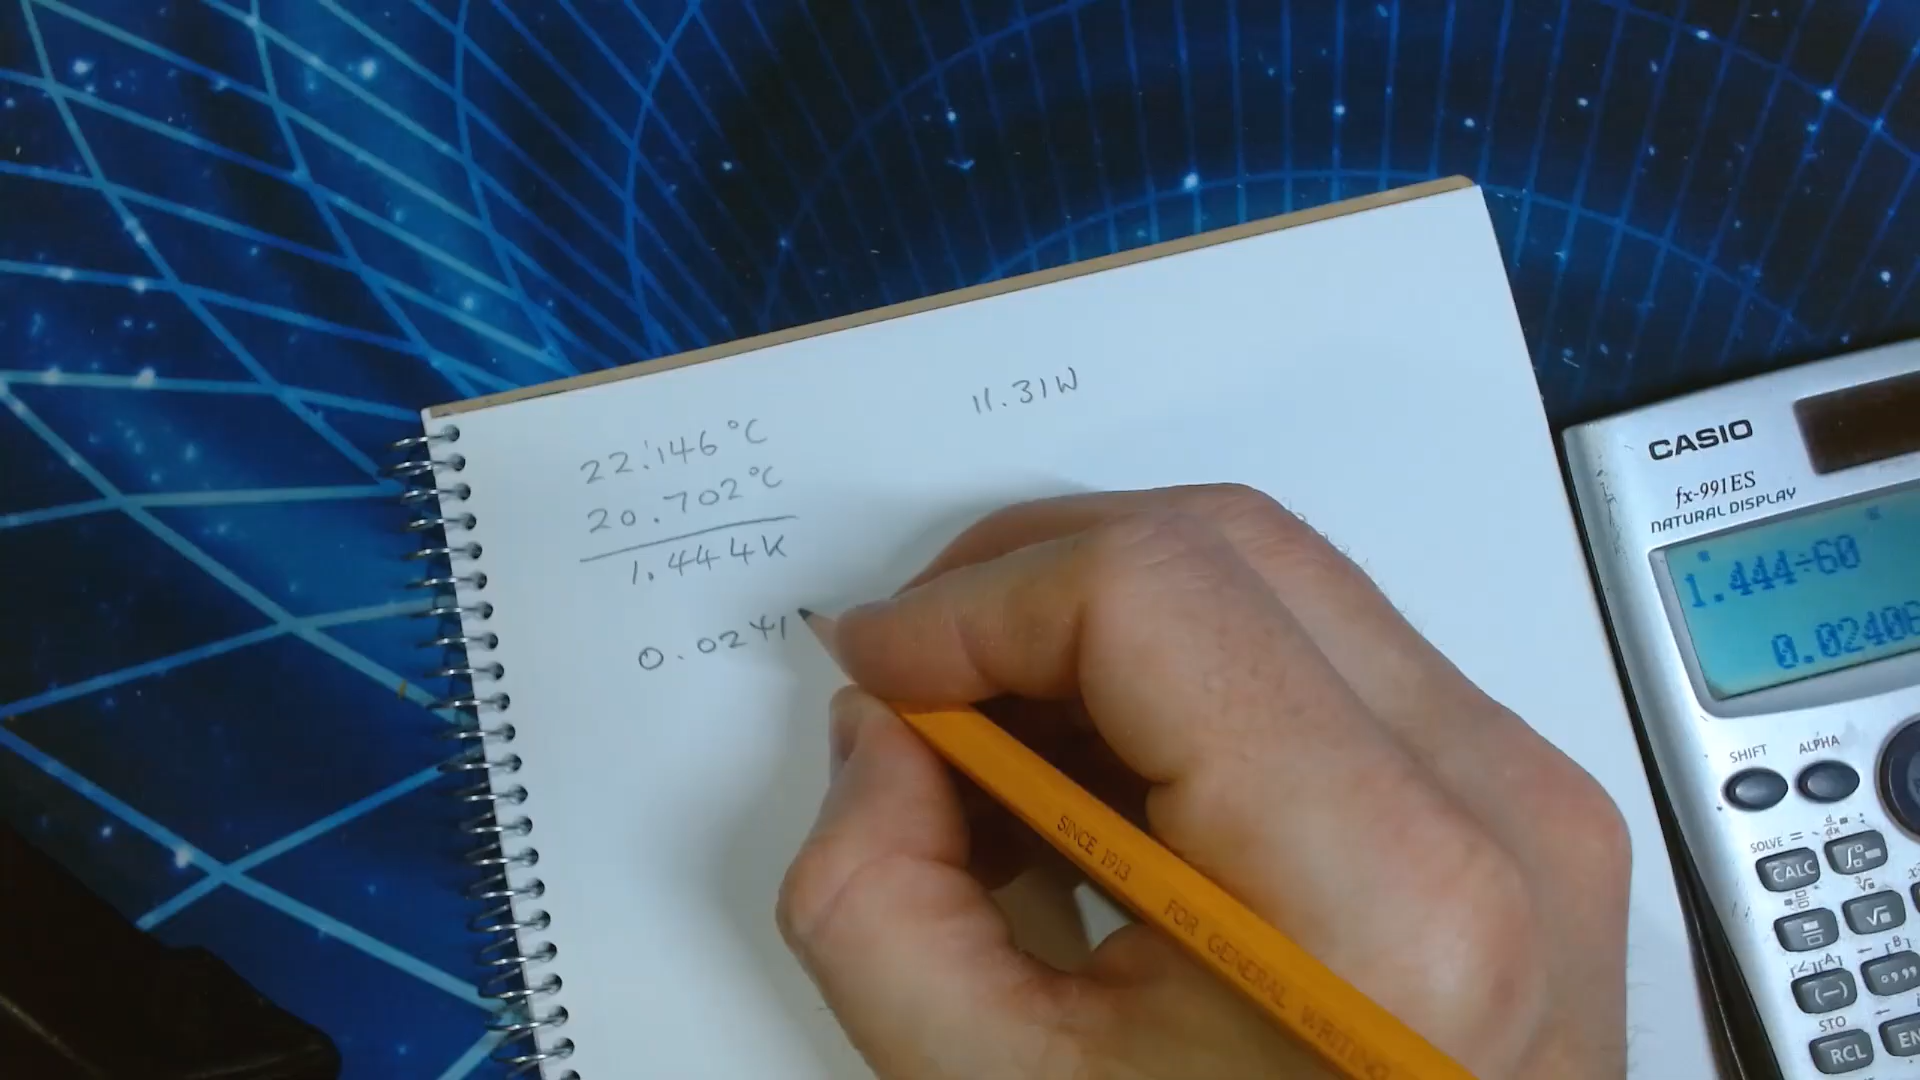 22.146°C
20.702°C
1.444K
0.0241
11.31W
CASIO
fx-991ES
NATURAL DISPLAY
1.444÷60
0.02406
SHIFT
ALPHA
SOLVE =
CALC
(−)
STO
RCL
EN
SINCE 1913 FOR GENERAL WRITING